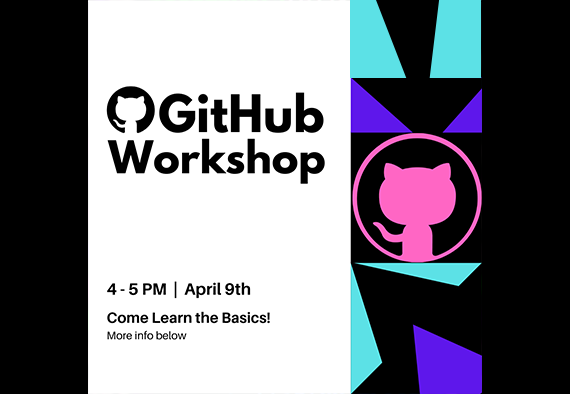 GitHub
Workshop
4 - 5 PM | April 9th
Come Learn the Basics!
More info below